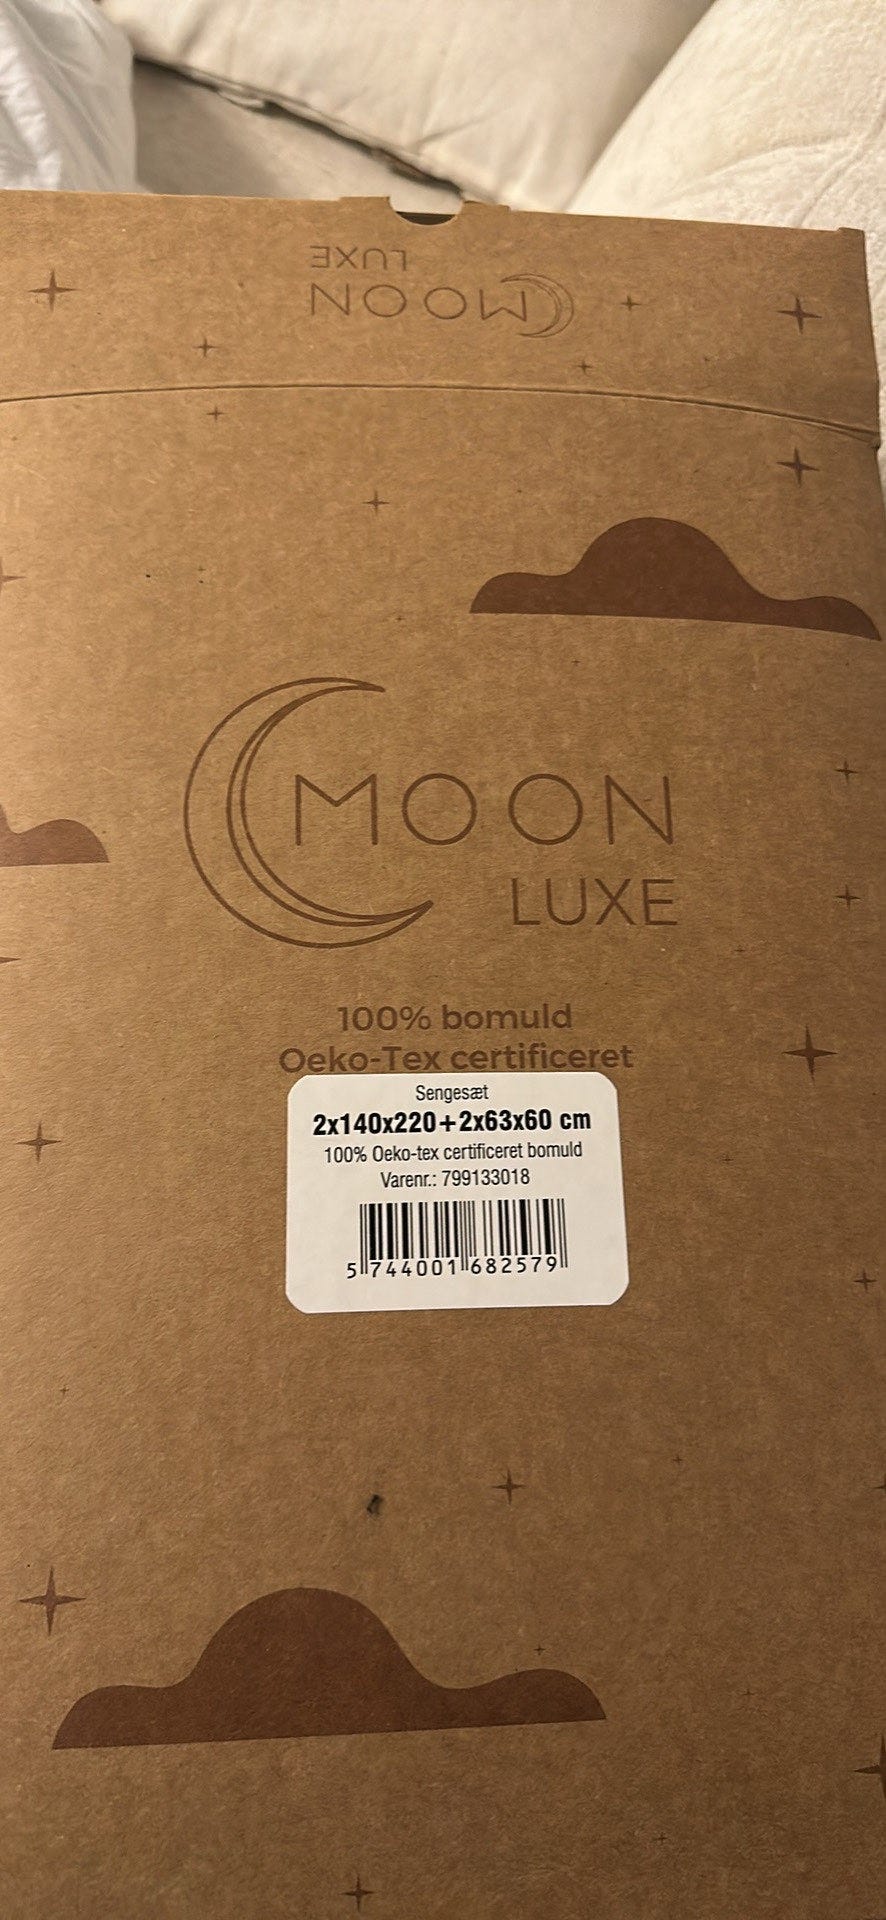 MOON
LUXE
MOON
LUXE
100% bomuld
Oeko-Tex certificeret
Sengesæt
2x140x220+2x63x60 cm
100% Oeko-tex certificeret bomuld
Varenr.: 799133018
5 744001 682579